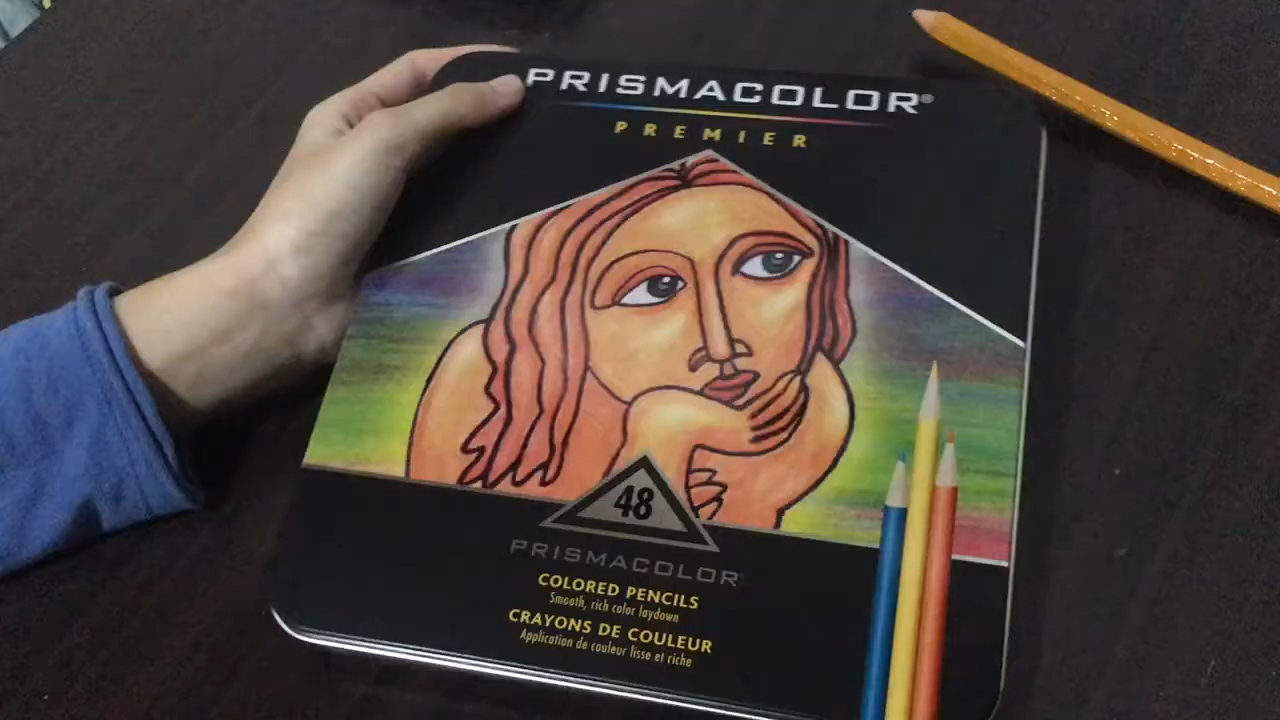 PRISMACOLOR®
PREMIER
48
PRISMACOLOR®
COLORED PENCILS
Smooth, rich color laydown
CRAYONS DE COULEUR
Application de couleur lisse et riche